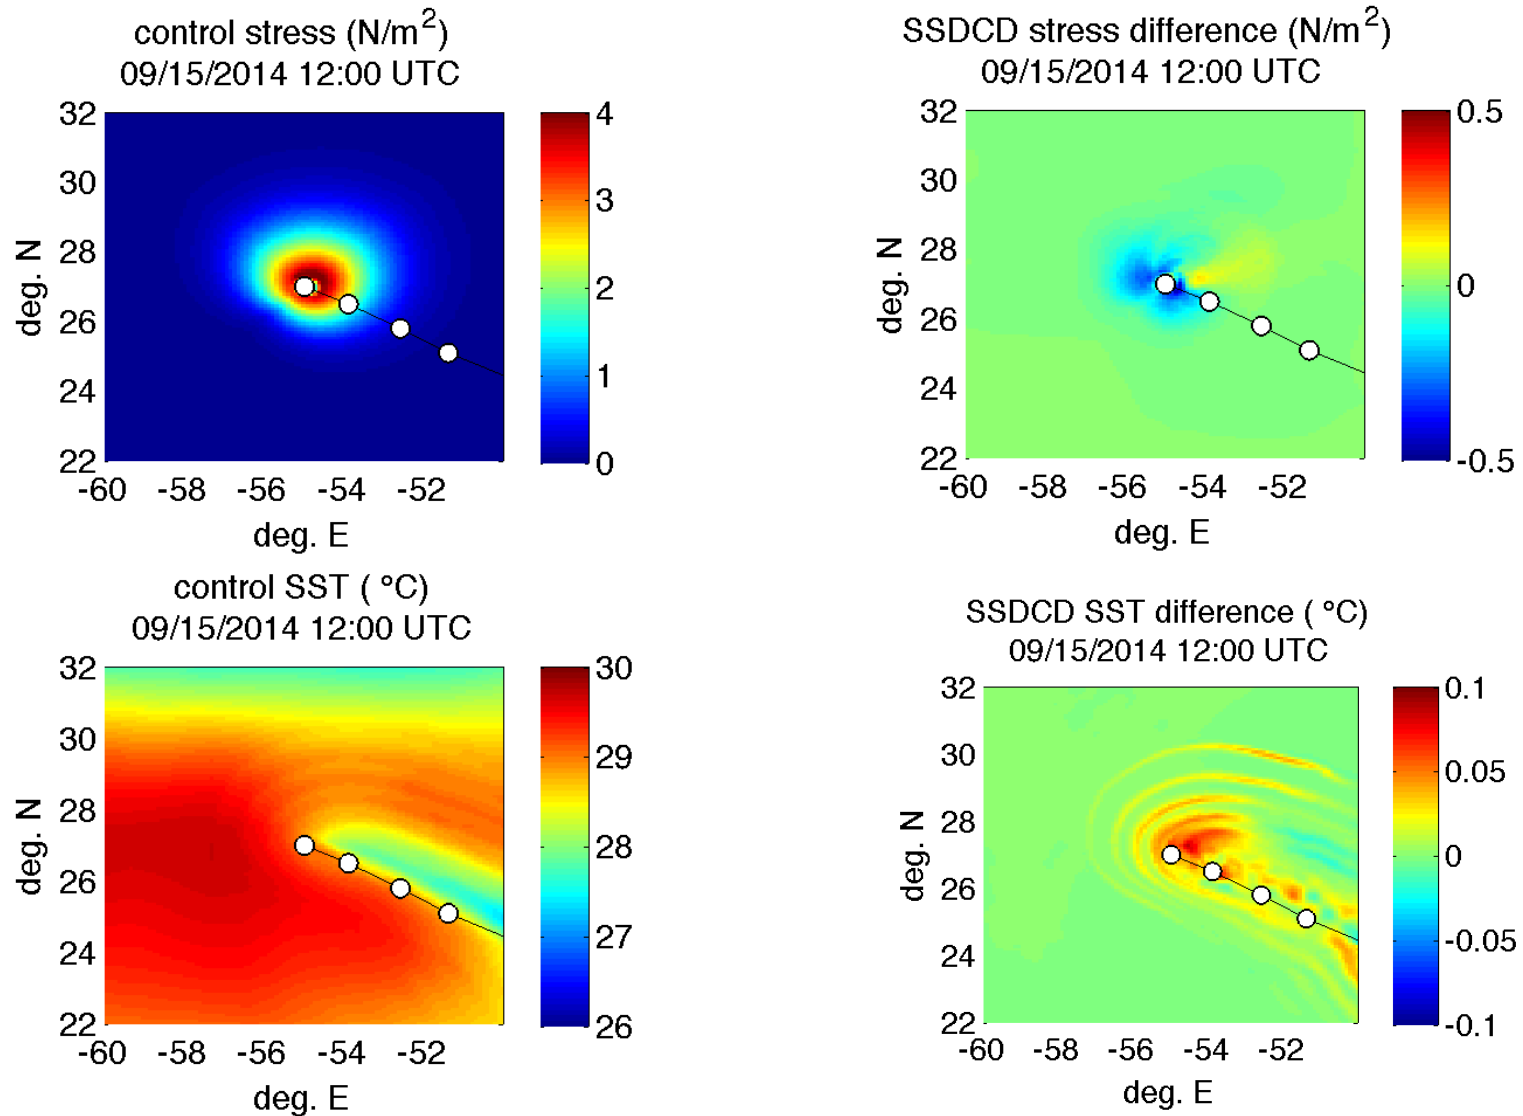 control stress (N/m2)
09/15/2014 12:00 UTC
32
30
28
26
24
22
-60 -58 -56 -54 -52
deg. N
deg. E
4
3
2
1
0
SSDCD stress difference (N/m2)
09/15/2014 12:00 UTC
32
30
28
26
24
22
-60 -58 -56 -54 -52
deg. N
deg. E
0.5
0
-0.5
control SST ( °C)
09/15/2014 12:00 UTC
32
30
28
26
24
22
-60 -58 -56 -54 -52
deg. N
deg. E
30
29
28
27
26
SSDCD SST difference ( °C)
09/15/2014 12:00 UTC
32
30
28
26
24
22
-60 -58 -56 -54 -52
deg. N
deg. E
0.1
0.05
0
-0.05
-0.1